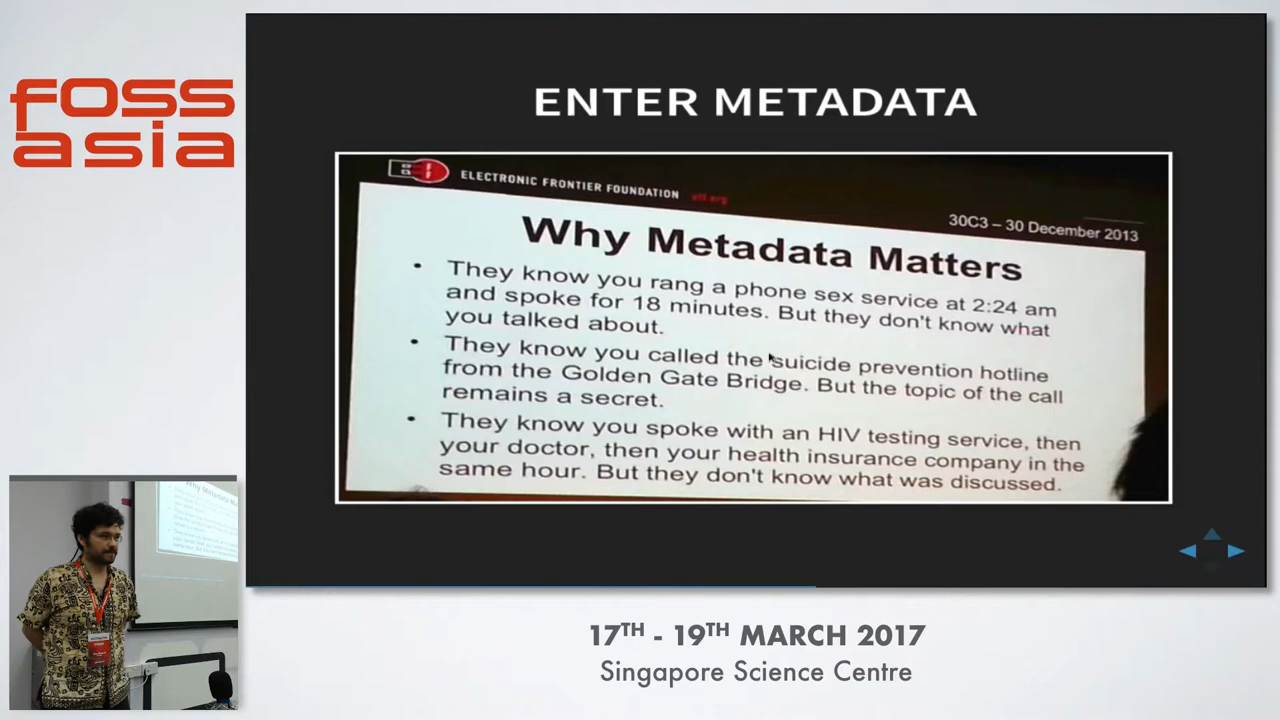 foss
asia
ENTER METADATA
ELECTRONIC FRONTIER FOUNDATION eff.org
30C3 – 30 December 2013
Why Metadata Matters
• They know you rang a phone sex service at 2:24 am
and spoke for 18 minutes. But they don't know what
you talked about.
• They know you called the suicide prevention hotline
from the Golden Gate Bridge. But the topic of the call
remains a secret.
• They know you spoke with an HIV testing service, then
your doctor, then your health insurance company in the
same hour. But they don't know what was discussed.
17TH - 19TH MARCH 2017
Singapore Science Centre